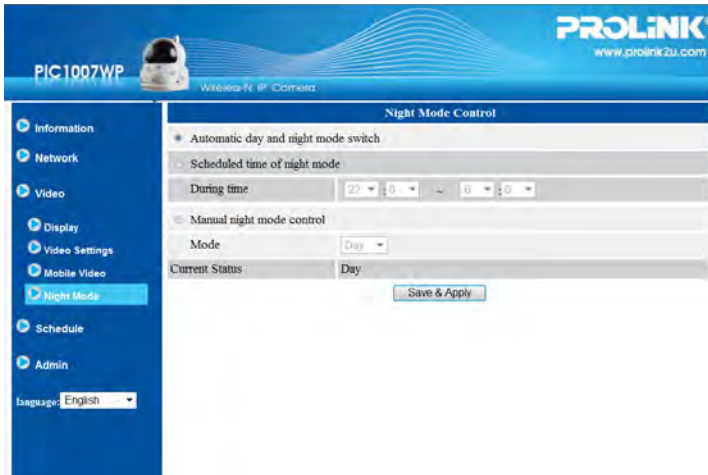 PROLiNK
www.prolink2u.com
PIC1007WP
Wireless-N IP Camera
Information
Network
Video
Display
Video Settings
Mobile Video
Night Mode
Schedule
Admin
language: English
Night Mode Control
Automatic day and night mode switch
Scheduled time of night mode
During time 22 : 0 ~ 6 : 0
Manual night mode control
Mode Day
Current Status Day
Save & Apply